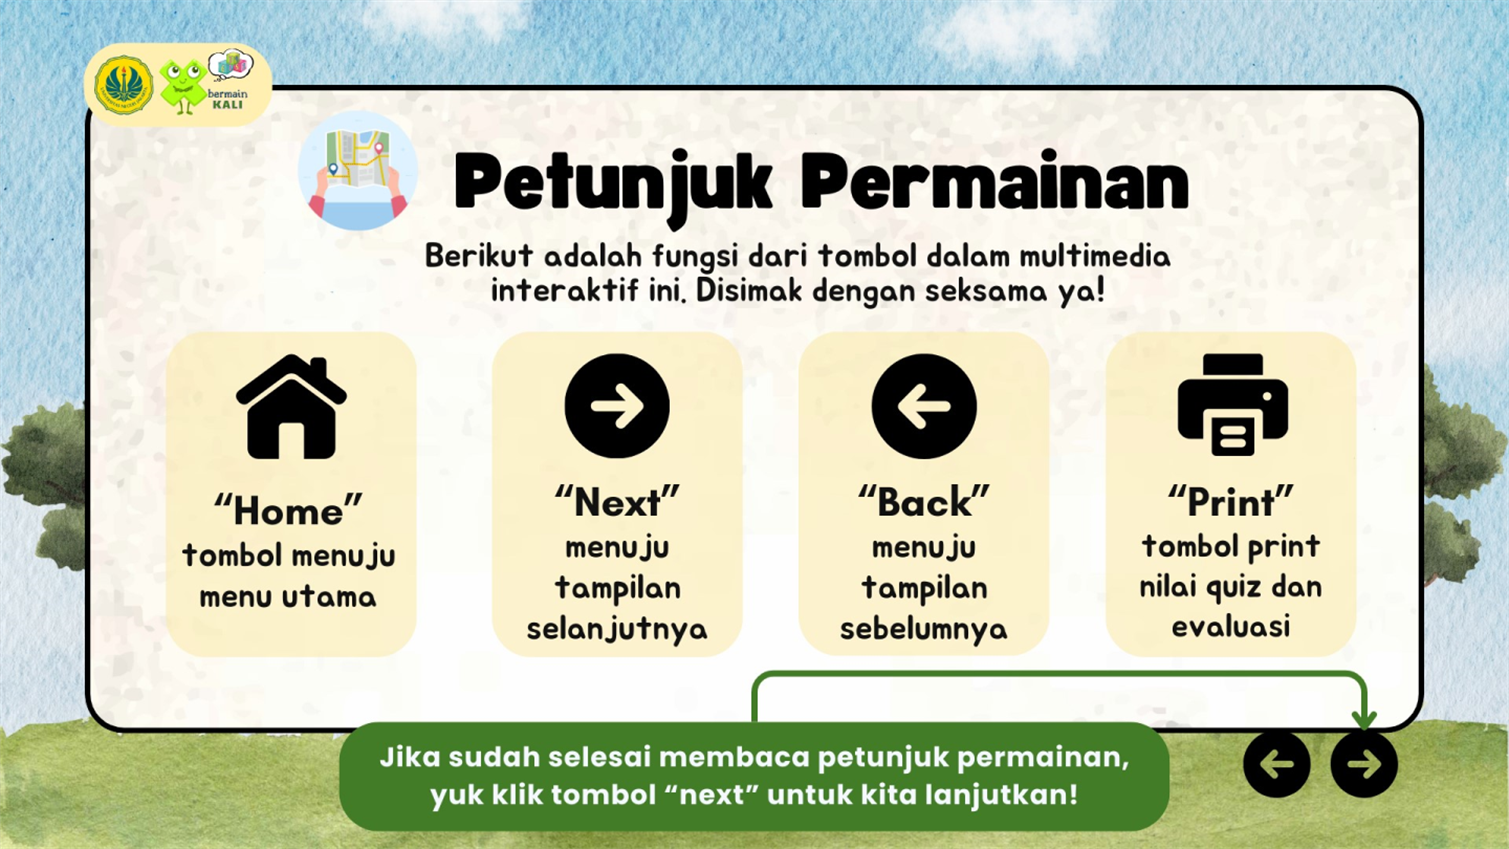 bermain
KALI
Petunjuk Permainan
Berikut adalah fungsi dari tombol dalam multimedia
interaktif ini. Disimak dengan seksama ya!
“Home”
tombol menuju
menu utama
“Next”
menuju
tampilan
selanjutnya
“Back”
menuju
tampilan
sebelumnya
“Print”
tombol print
nilai quiz dan
evaluasi
Jika sudah selesai membaca petunjuk permainan,
yuk klik tombol “next” untuk kita lanjutkan!